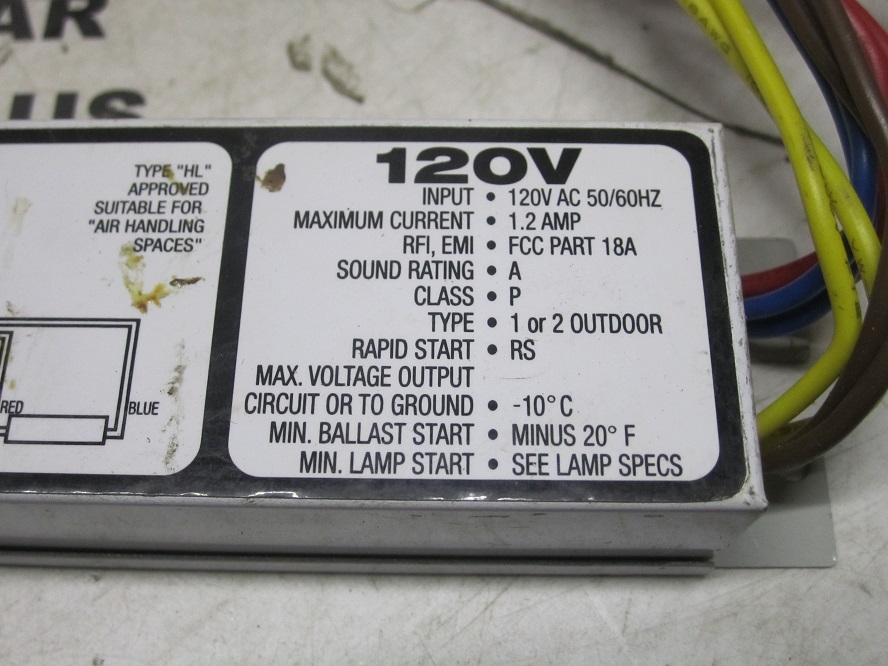 AR
US
TYPE "HL"
APPROVED
SUITABLE FOR
"AIR HANDLING
SPACES"
RED
BLUE
120V
INPUT • 120V AC 50/60HZ
MAXIMUM CURRENT • 1.2 AMP
RFI, EMI • FCC PART 18A
SOUND RATING • A
CLASS • P
TYPE • 1 or 2 OUTDOOR
RAPID START • RS
MAX. VOLTAGE OUTPUT
CIRCUIT OR TO GROUND • -10° C
MIN. BALLAST START • MINUS 20° F
MIN. LAMP START • SEE LAMP SPECS